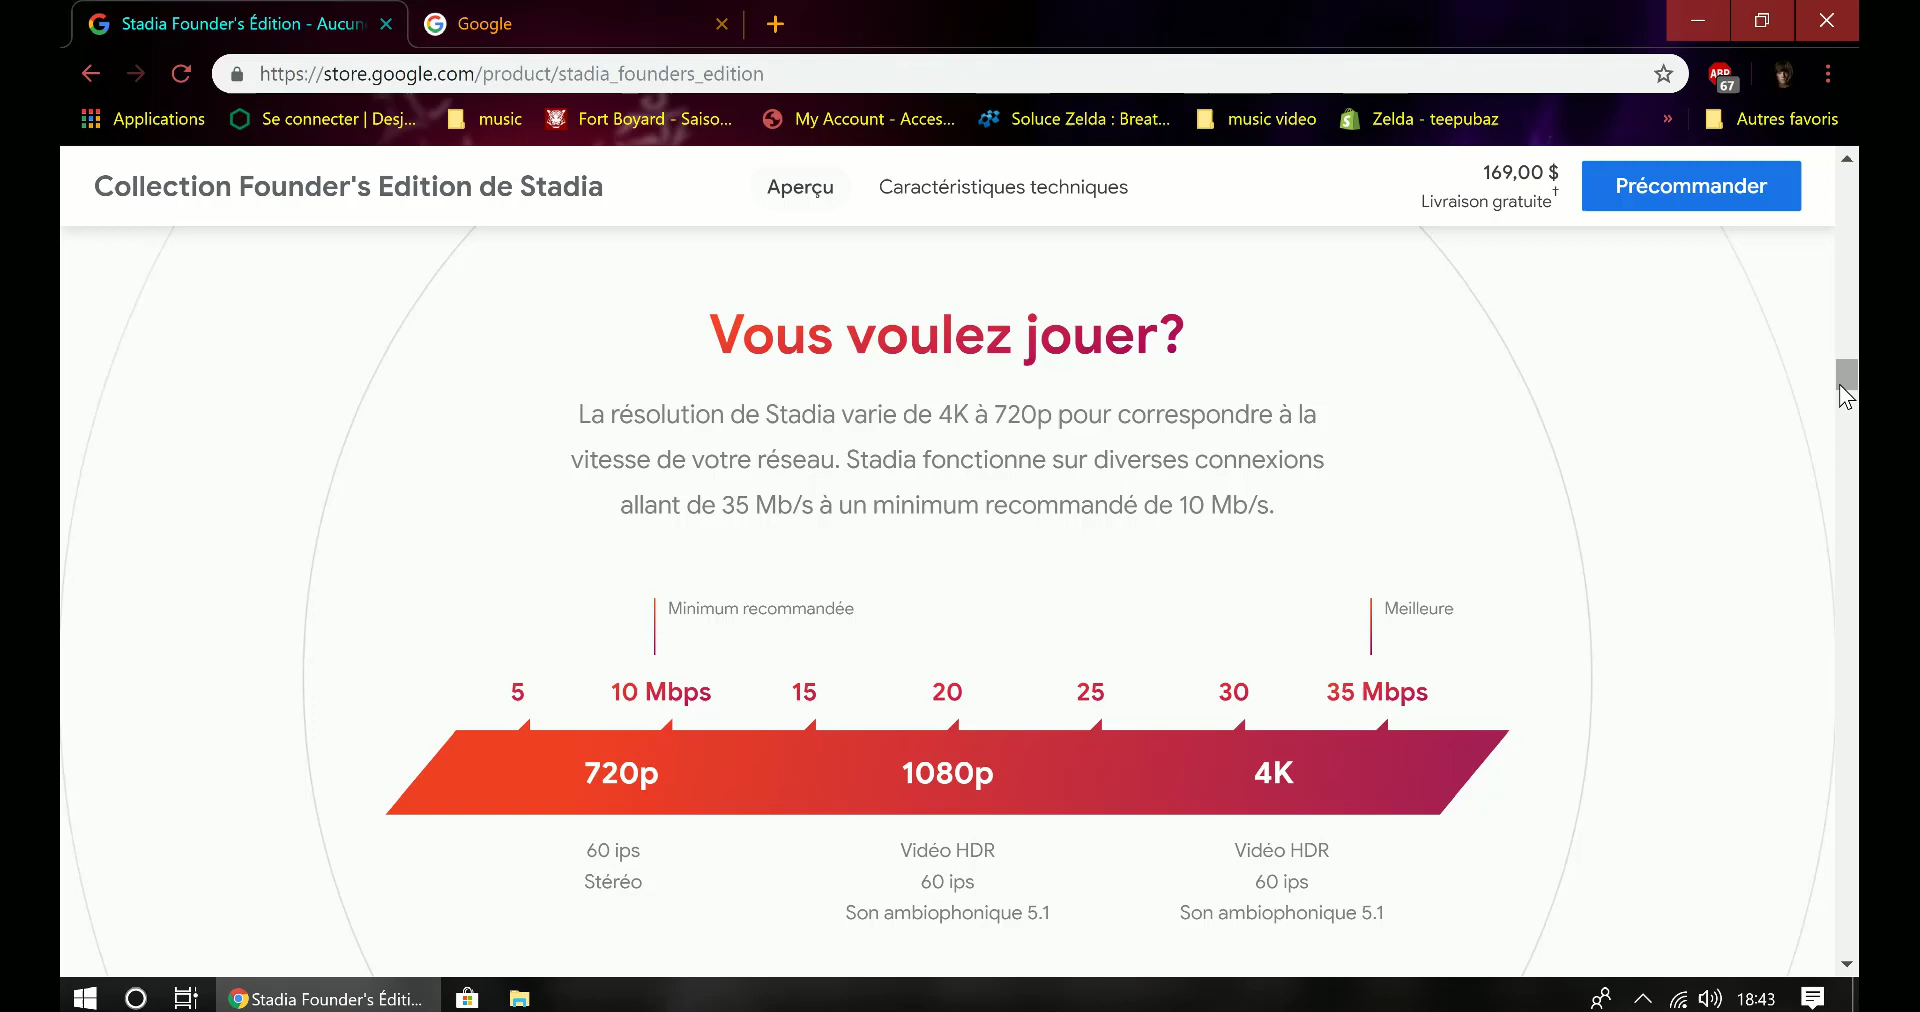 Stadia Founder's Édition - Aucun
Google
https://store.google.com/product/stadia_founders_edition
ABP
67
Applications
Se connecter | Desj...
music
Fort Boyard - Saiso...
My Account - Acces...
Soluce Zelda : Breat...
music video
Zelda - teepubaz
»
Autres favoris
Collection Founder's Edition de Stadia
Aperçu
Caractéristiques techniques
169,00 $
Livraison gratuite†
Précommander
Vous voulez jouer?
La résolution de Stadia varie de 4K à 720p pour correspondre à la
vitesse de votre réseau. Stadia fonctionne sur diverses connexions
allant de 35 Mb/s à un minimum recommandé de 10 Mb/s.
Minimum recommandée
Meilleure
5 10 Mbps 15 20 25 30 35 Mbps
720p 1080p 4K
60 ips
Stéréo
Vidéo HDR
60 ips
Son ambiophonique 5.1
Vidéo HDR
60 ips
Son ambiophonique 5.1
Stadia Founder's Éditi...
18:43